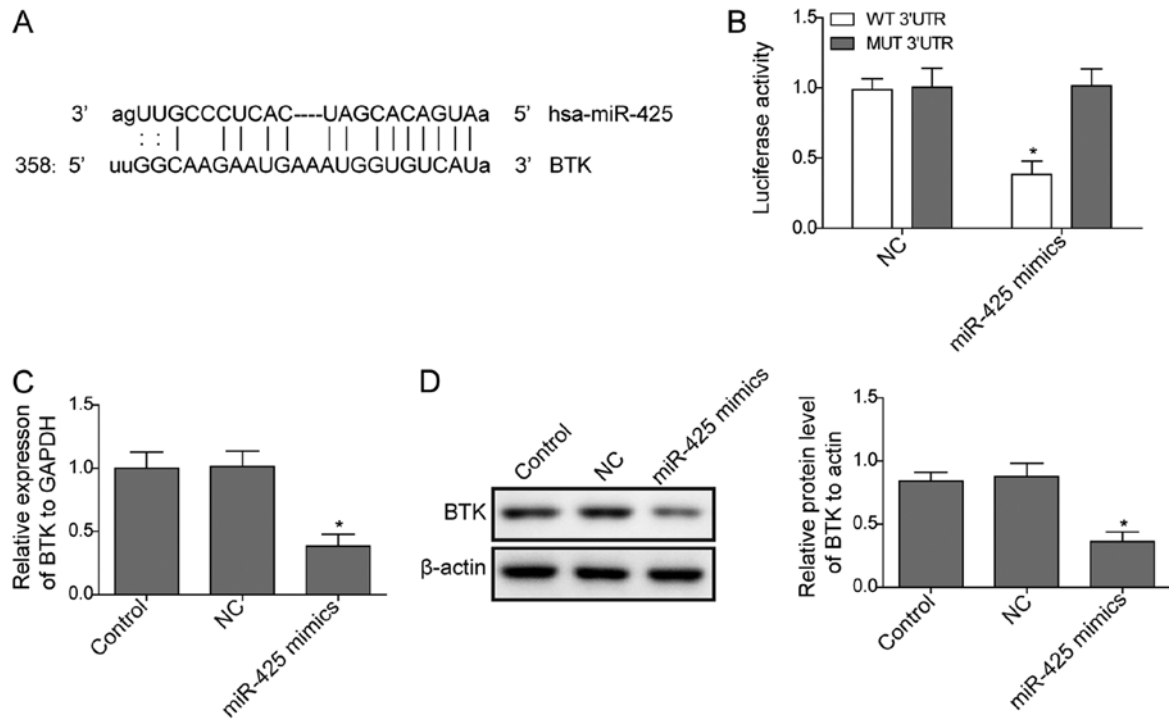 A
3’ agUUGCCCUCAC----UAGCACAGUAa 5’ hsa-miR-425
: : | | | | | | | | | | | | | |
358: 5’ uuGGCAAGAAUGAAAUGGUGUCAUa 3’ BTK
B
WT 3'UTR
MUT 3'UTR
Luciferase activity
1.5
1.0
0.5
0.0
*
NC
miR-425 mimics
C
Relative expresson
of BTK to GAPDH
1.5
1.0
0.5
0.0
*
Control
NC
miR-425 mimics
D
Control
NC
miR-425 mimics
BTK
β-actin
Relative protein level
of BTK to actin
1.5
1.0
0.5
0.0
*
Control
NC
miR-425 mimics